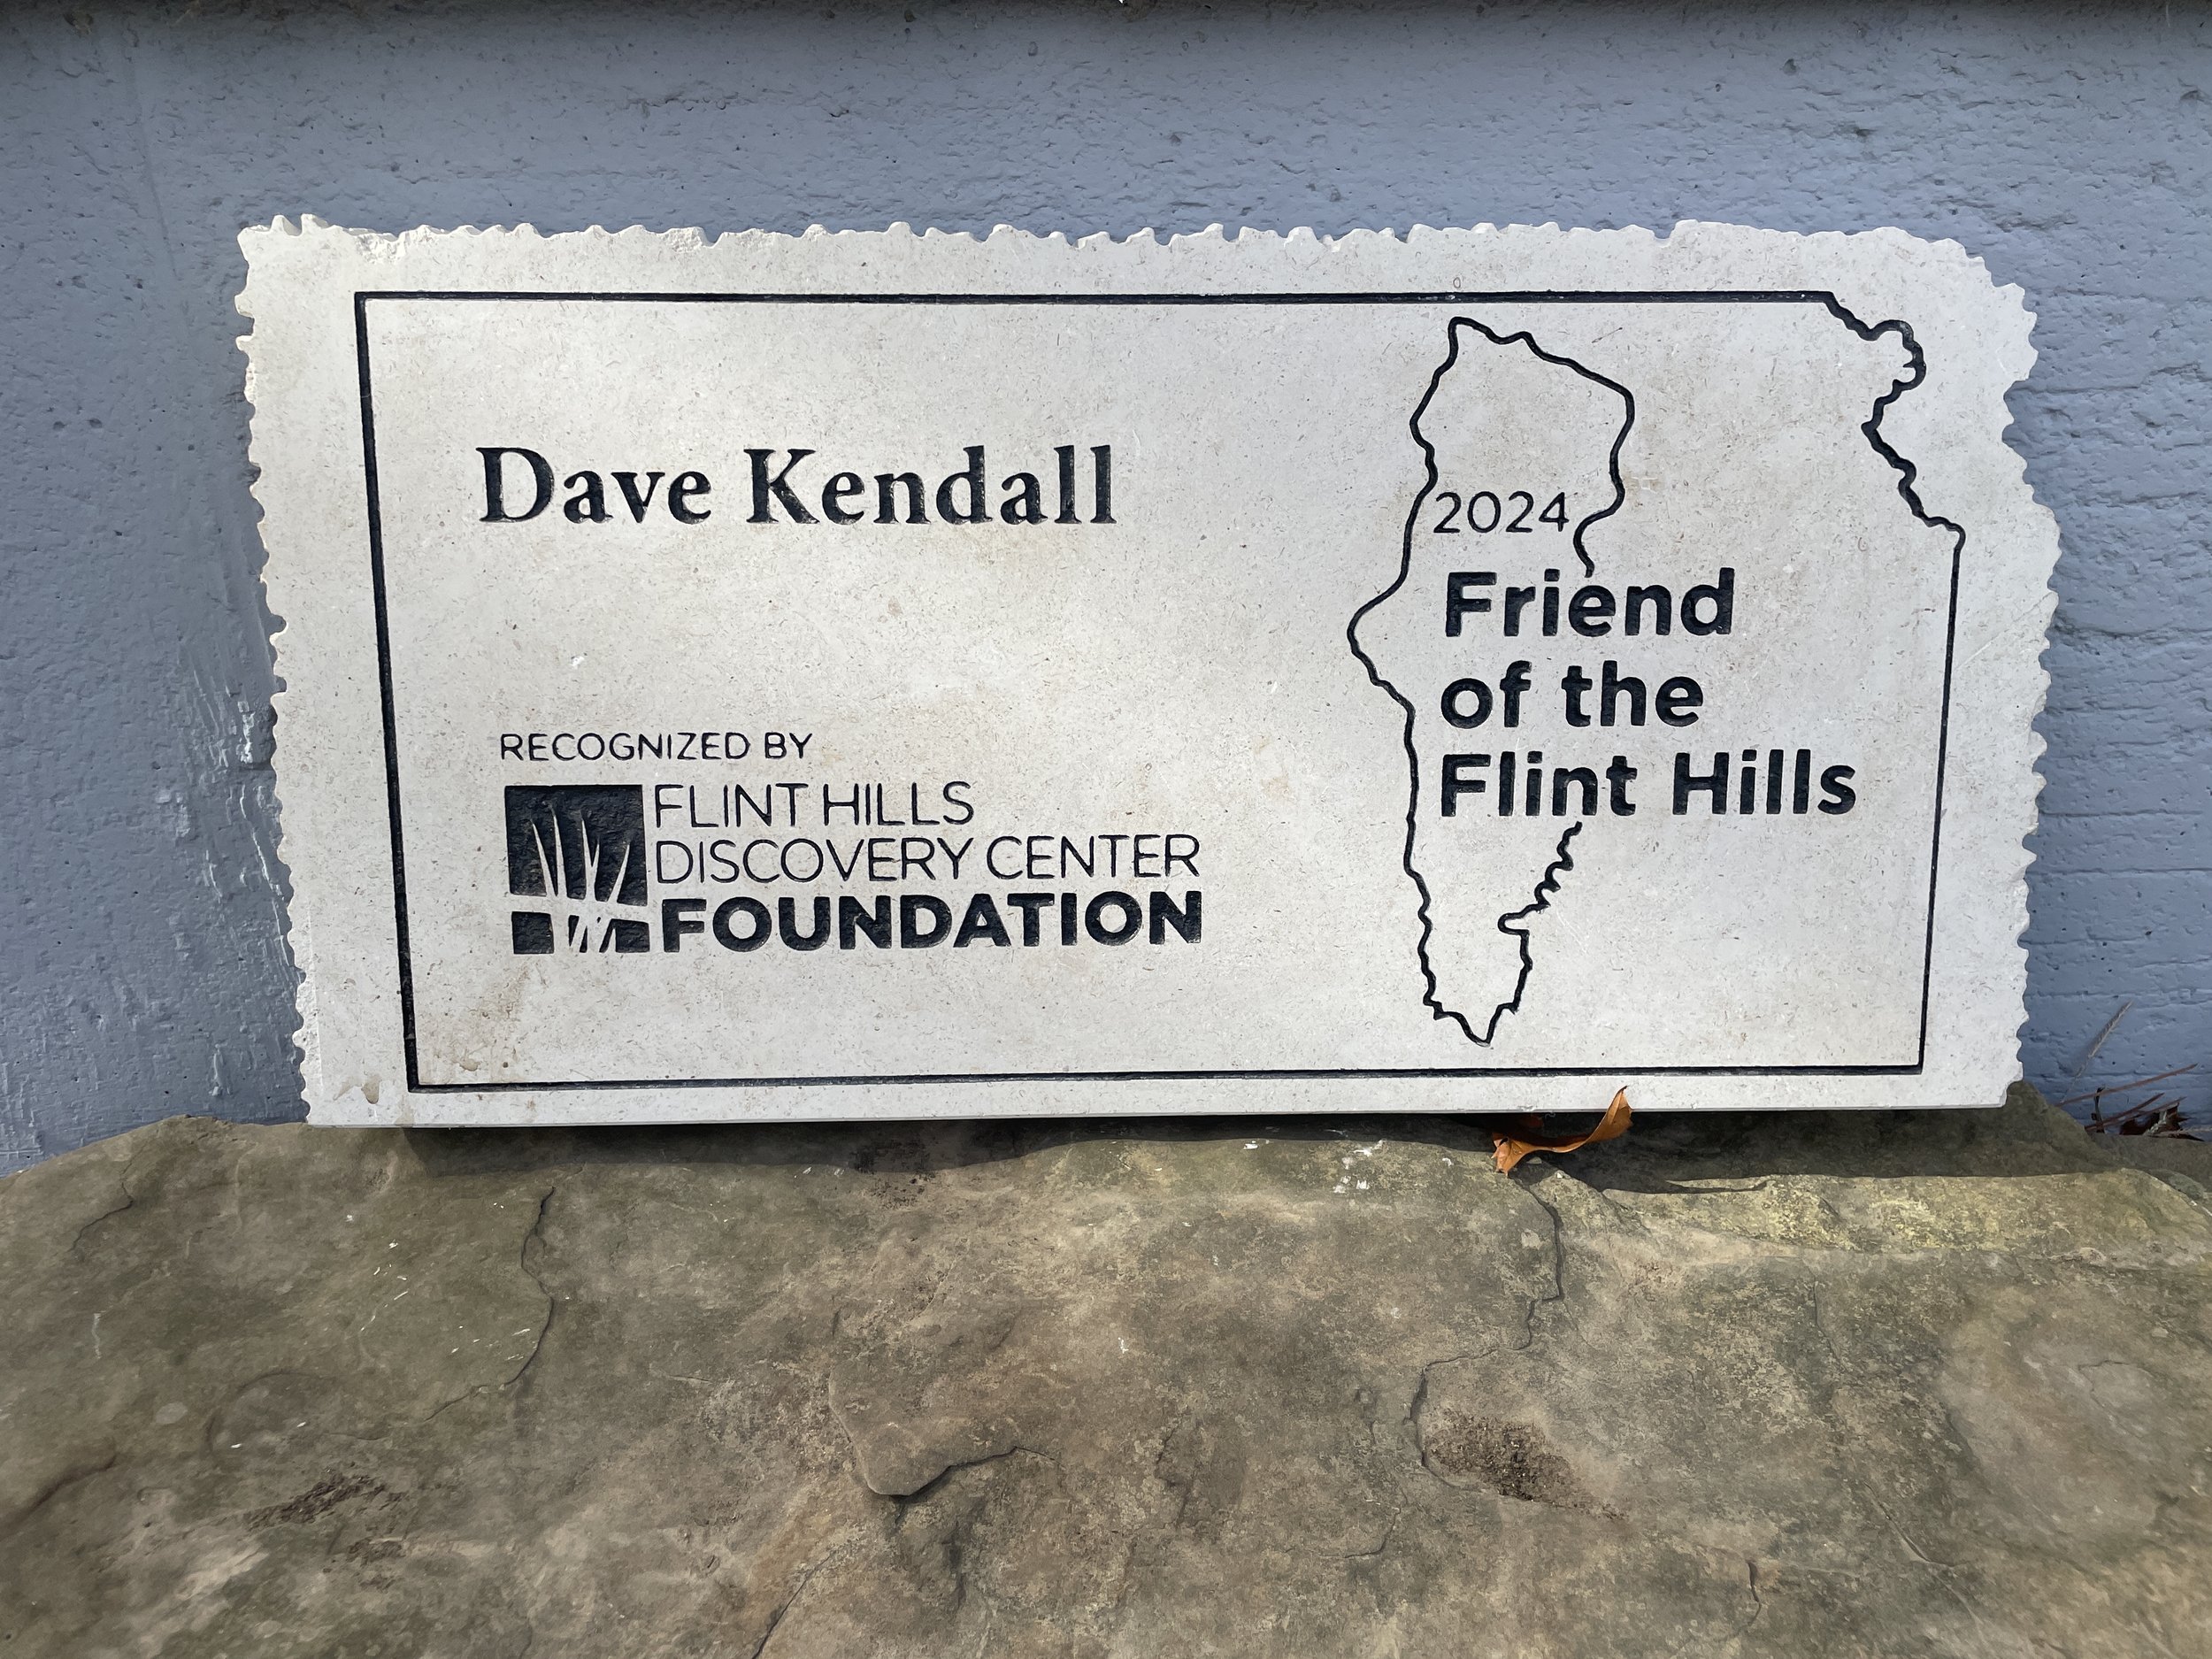 Dave Kendall
RECOGNIZED BY
FLINT HILLS
DISCOVERY CENTER
FOUNDATION
2024
Friend
of the
Flint Hills